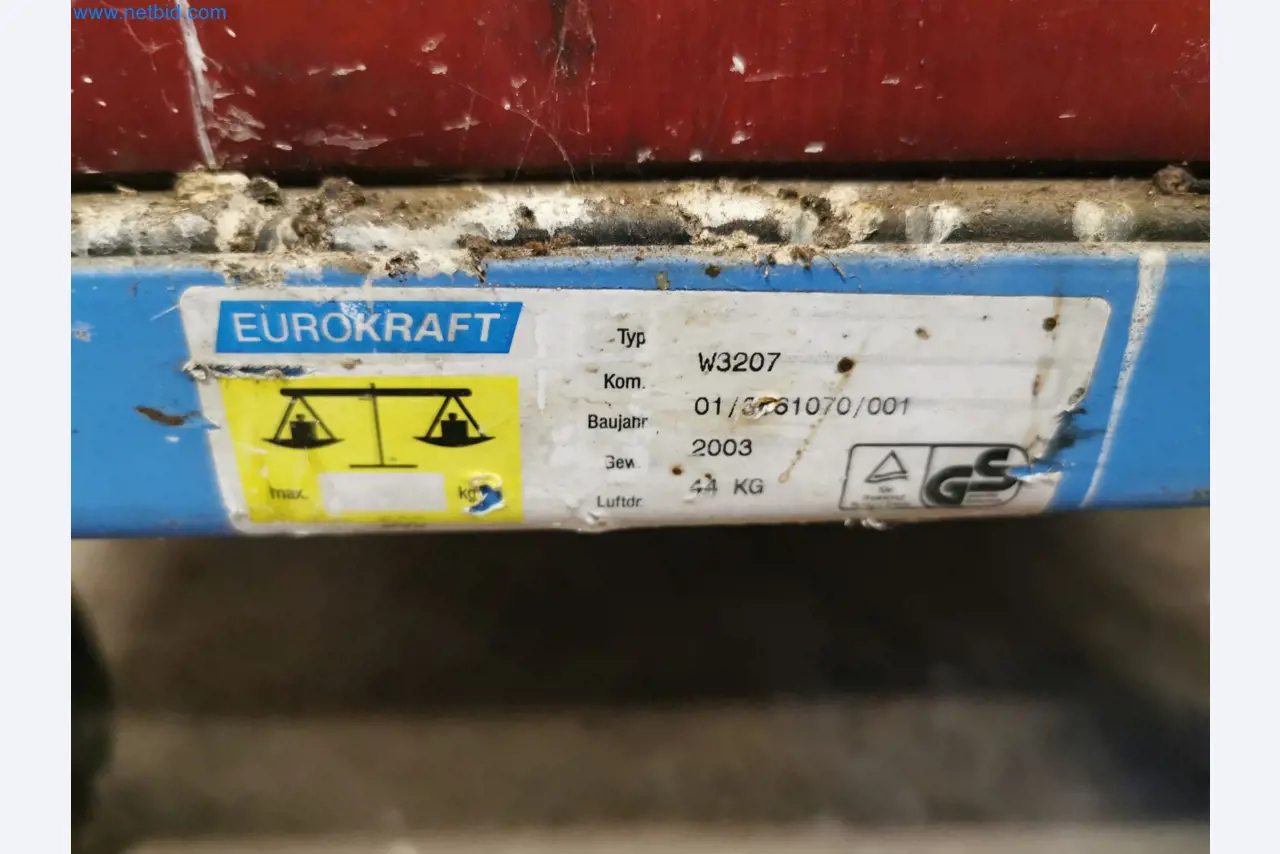 www.netbid.com
EUROKRAFT
Typ W3207
Kom.
Baujahr 2003
Gew. 44 KG
Luftdr.
max. kg
GS